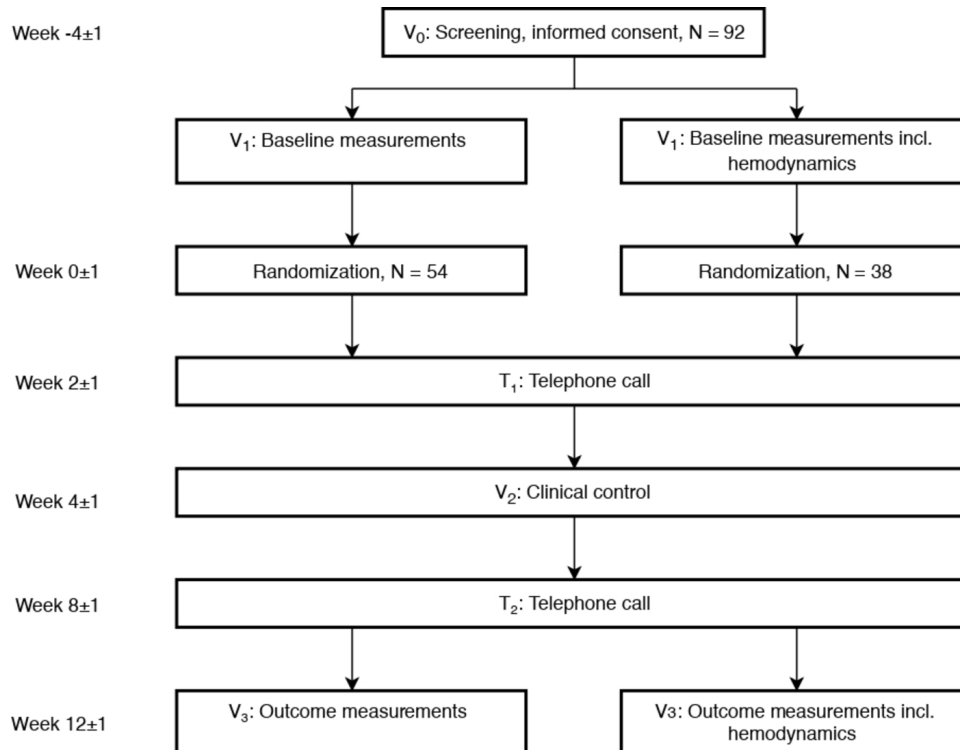 Week -4±1
V₀: Screening, informed consent, N = 92
V₁: Baseline measurements
V₁: Baseline measurements incl.
hemodynamics
Week 0±1
Randomization, N = 54
Randomization, N = 38
Week 2±1
T₁: Telephone call
Week 4±1
V₂: Clinical control
Week 8±1
T₂: Telephone call
Week 12±1
V₃: Outcome measurements
V3: Outcome measurements incl.
hemodynamics